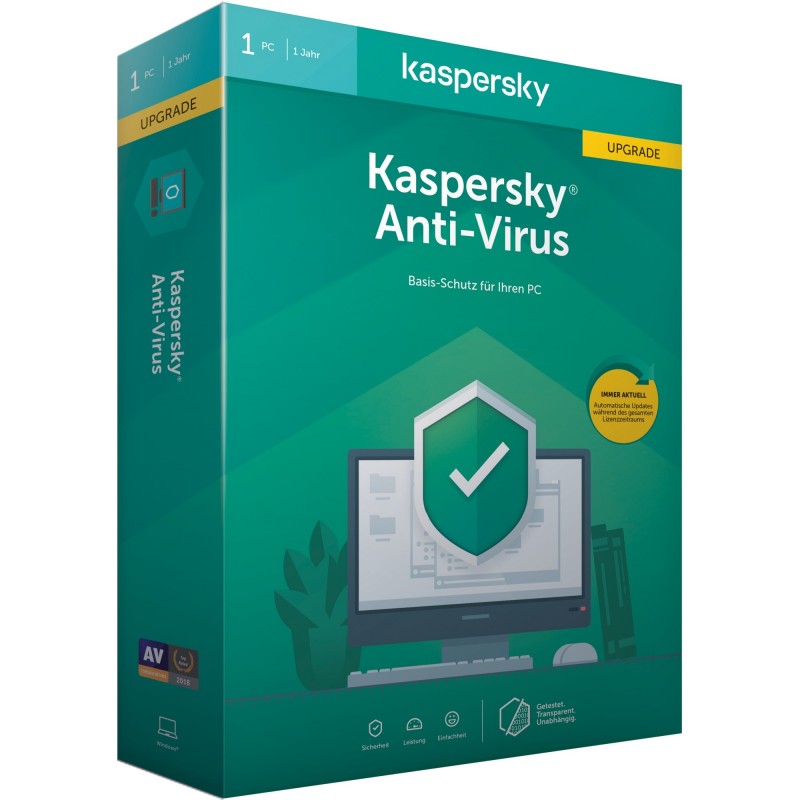 1 PC | 1 Jahr
UPGRADE
Kaspersky®
Anti-Virus
AV
Top
2018
Windows®
1 PC | 1 Jahr
kaspersky
UPGRADE
Kaspersky®
Anti-Virus
Basis-Schutz für Ihren PC
IMMER AKTUELL
Automatische Updates
während des gesamten
Lizenzzeitraums
Sicherheit
Leistung
Einfachheit
Getestet.
Transparent.
Unabhängig.